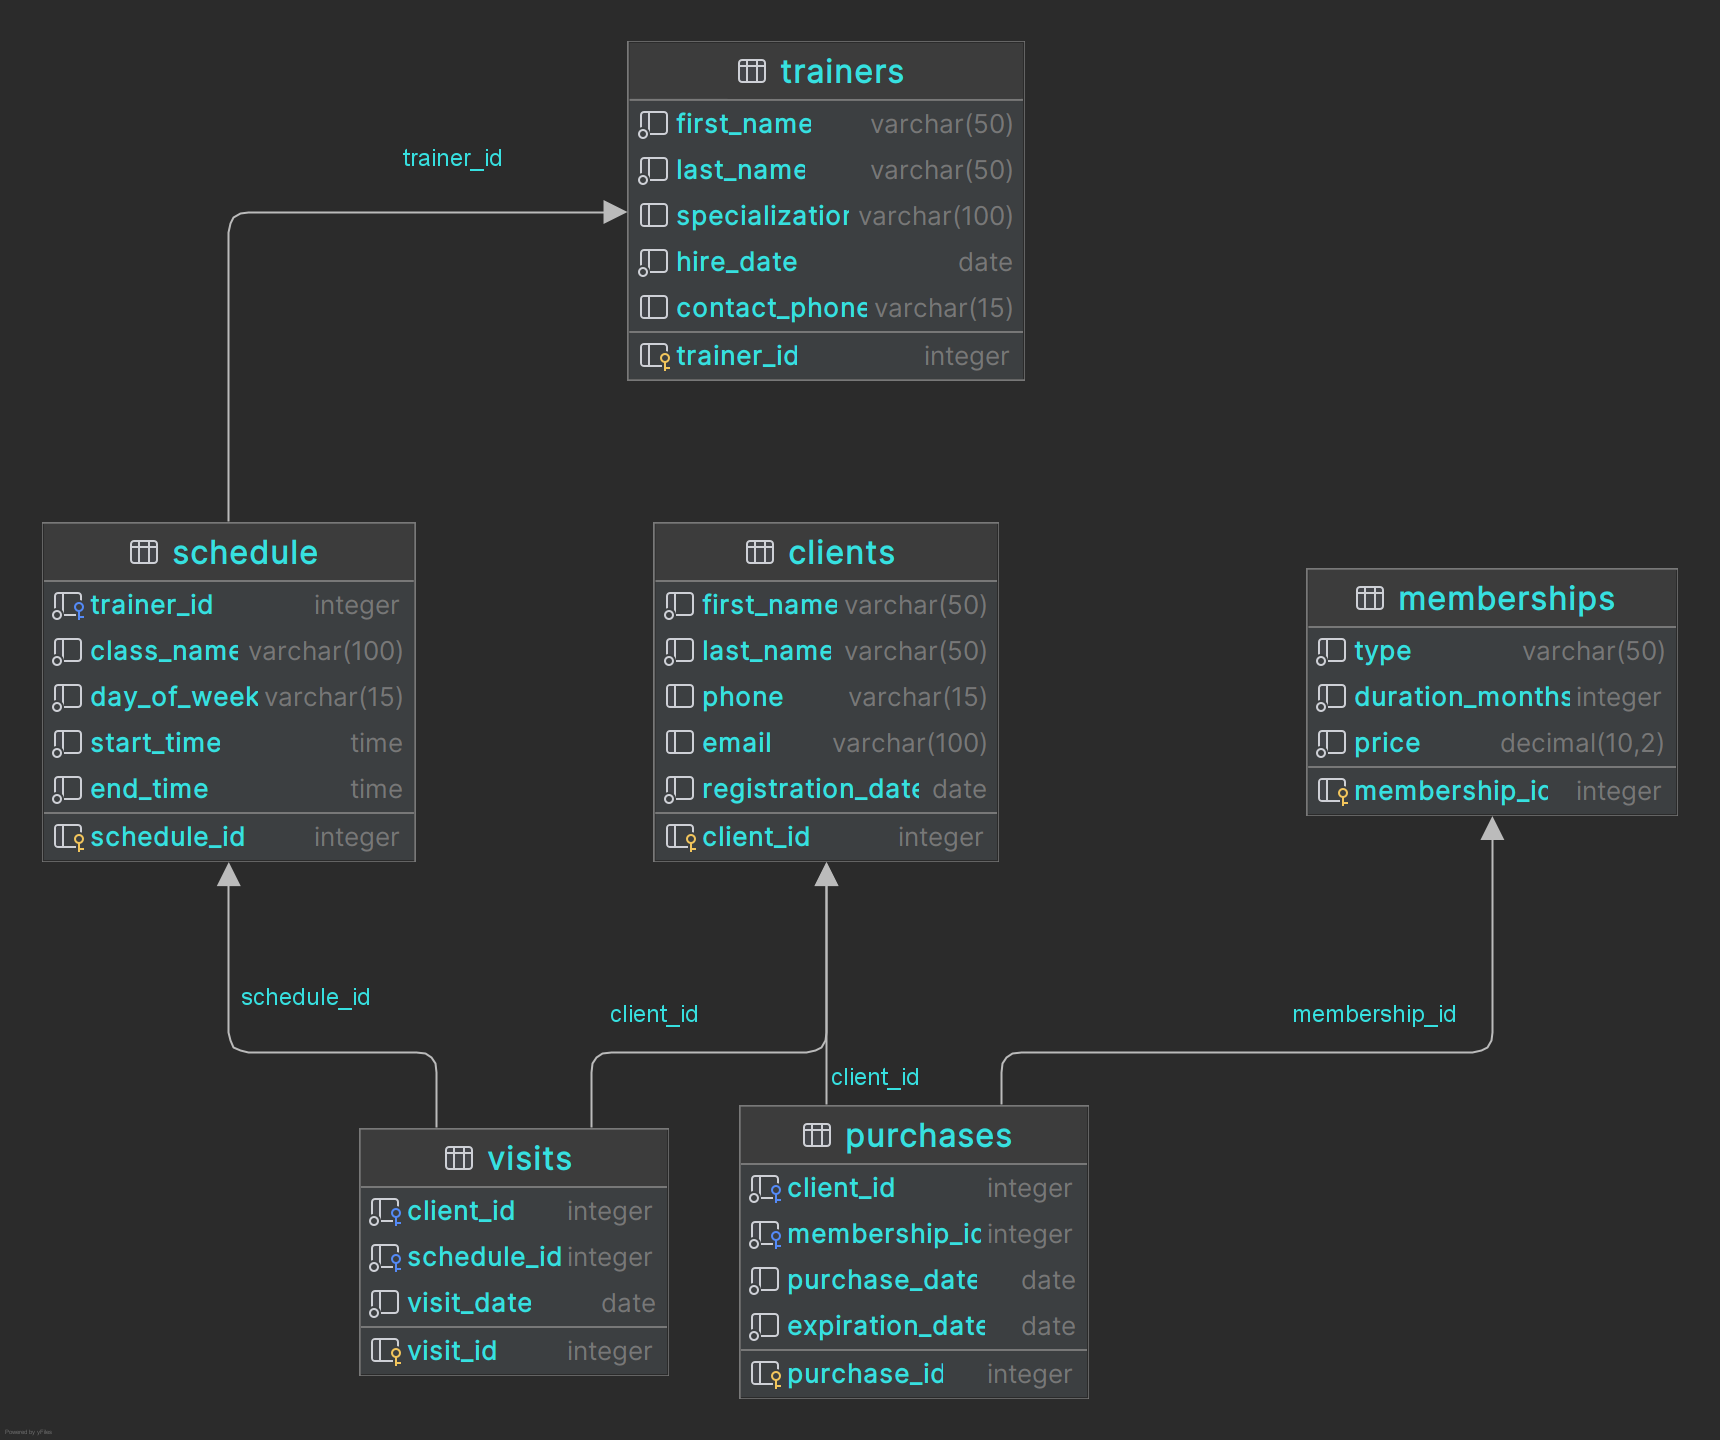 trainers
first_name varchar(50)
last_name varchar(50)
specialization varchar(100)
hire_date date
contact_phone varchar(15)
trainer_id integer
trainer_id
schedule
trainer_id integer
class_name varchar(100)
day_of_week varchar(15)
start_time time
end_time time
schedule_id integer
clients
first_name varchar(50)
last_name varchar(50)
phone varchar(15)
email varchar(100)
registration_date date
client_id integer
memberships
type varchar(50)
duration_months integer
price decimal(10,2)
membership_id integer
schedule_id
client_id
membership_id
client_id
visits
client_id integer
schedule_id integer
visit_date date
visit_id integer
purchases
client_id integer
membership_id integer
purchase_date date
expiration_date date
purchase_id integer
Powered by yFiles